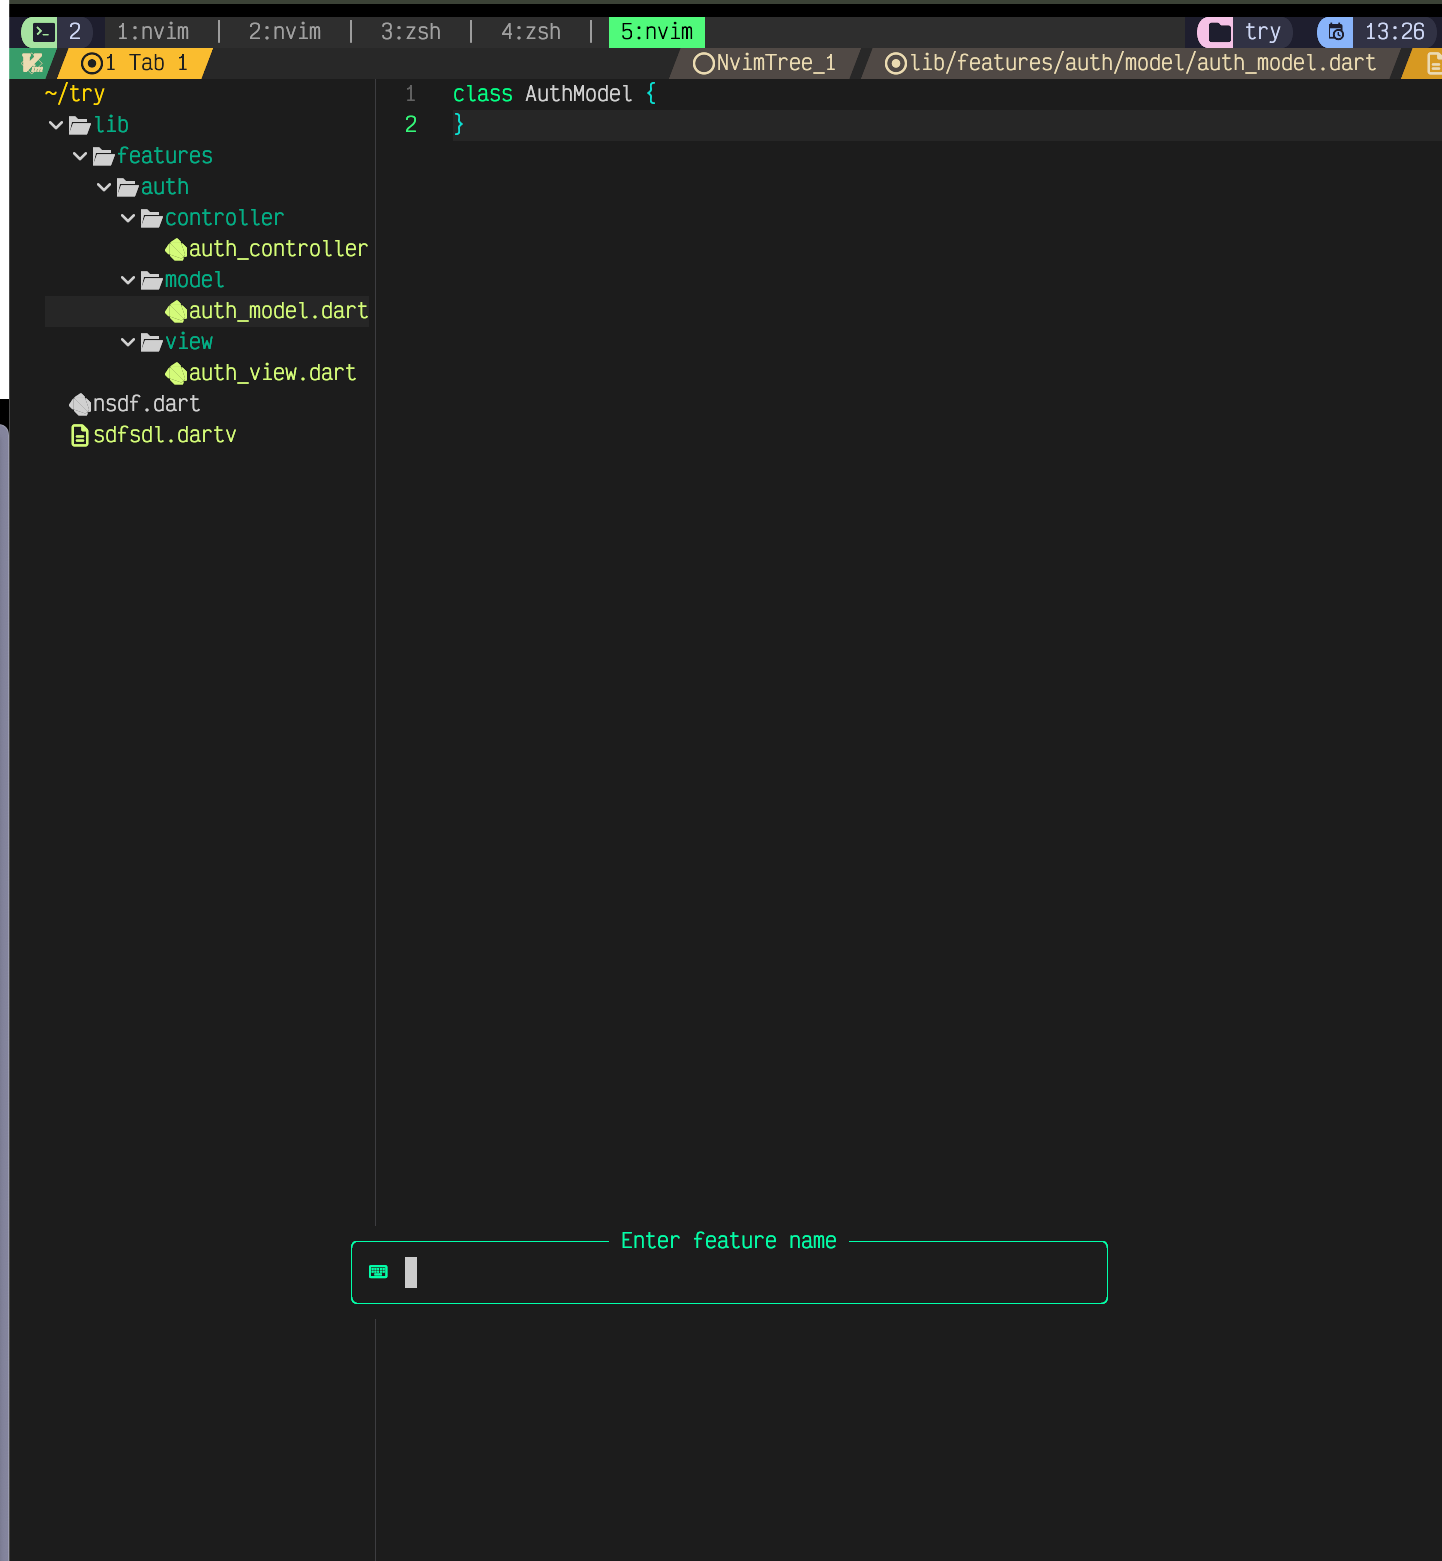 2 1:nvim | 2:nvim | 3:zsh | 4:zsh | 5:nvim try 13:26
1 Tab 1 NvimTree_1 lib/features/auth/model/auth_model.dart
~/try
lib
features
auth
controller
auth_controller
model
auth_model.dart
view
auth_view.dart
nsdf.dart
sdfsdl.dartv
1 class AuthModel {
2 }
Enter feature name